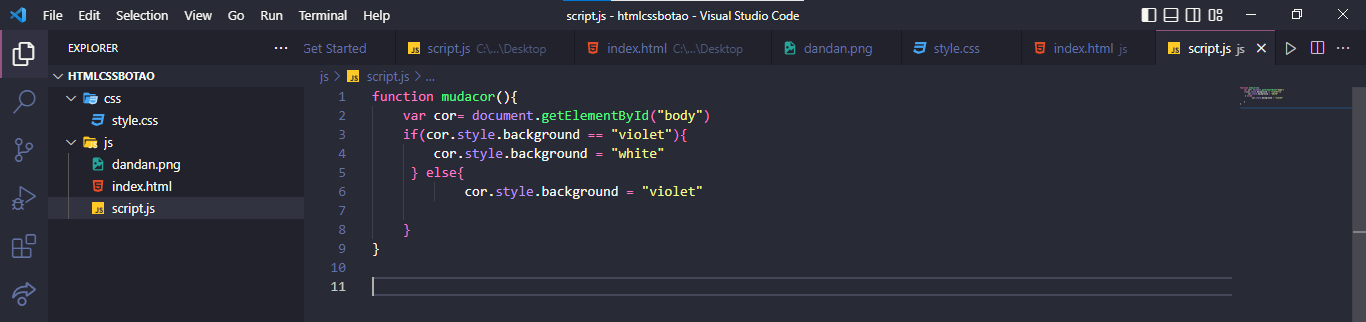 File Edit Selection View Go Run Terminal Help script.js - htmlcssbotao - Visual Studio Code
EXPLORER ··· Get Started JS script.js C:\...\Desktop index.html C:\...\Desktop dandan.png style.css index.html js JS script.js js
HTMLCSSBOTAO
css
style.css
js
dandan.png
index.html
JS script.js
js > JS script.js > ...
1 function mudacor(){
2 var cor= document.getElementById("body")
3 if(cor.style.background == "violet"){
4 cor.style.background = "white"
5 } else{
6 cor.style.background = "violet"
7
8 }
9 }
10
11